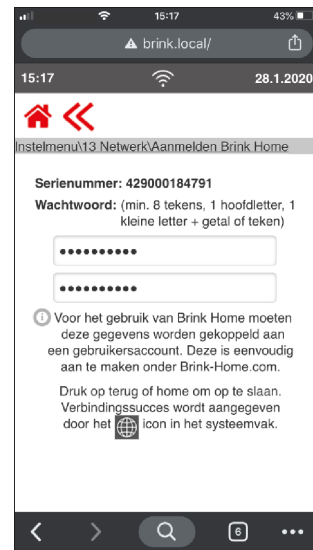 15:17
43%
brink.local/
15:17
28.1.2020
Instelmenu\13 Netwerk\Aanmelden Brink Home
Serienummer: 429000184791
Wachtwoord: (min. 8 tekens, 1 hoofdletter, 1
kleine letter + getal of teken)
••••••••••
••••••••••
Voor het gebruik van Brink Home moeten
deze gegevens worden gekoppeld aan
een gebruikersaccount. Deze is eenvoudig
aan te maken onder Brink-Home.com.
Druk op terug of home om op te slaan.
Verbindingssucces wordt aangegeven
door het icon in het systeemvak.
6